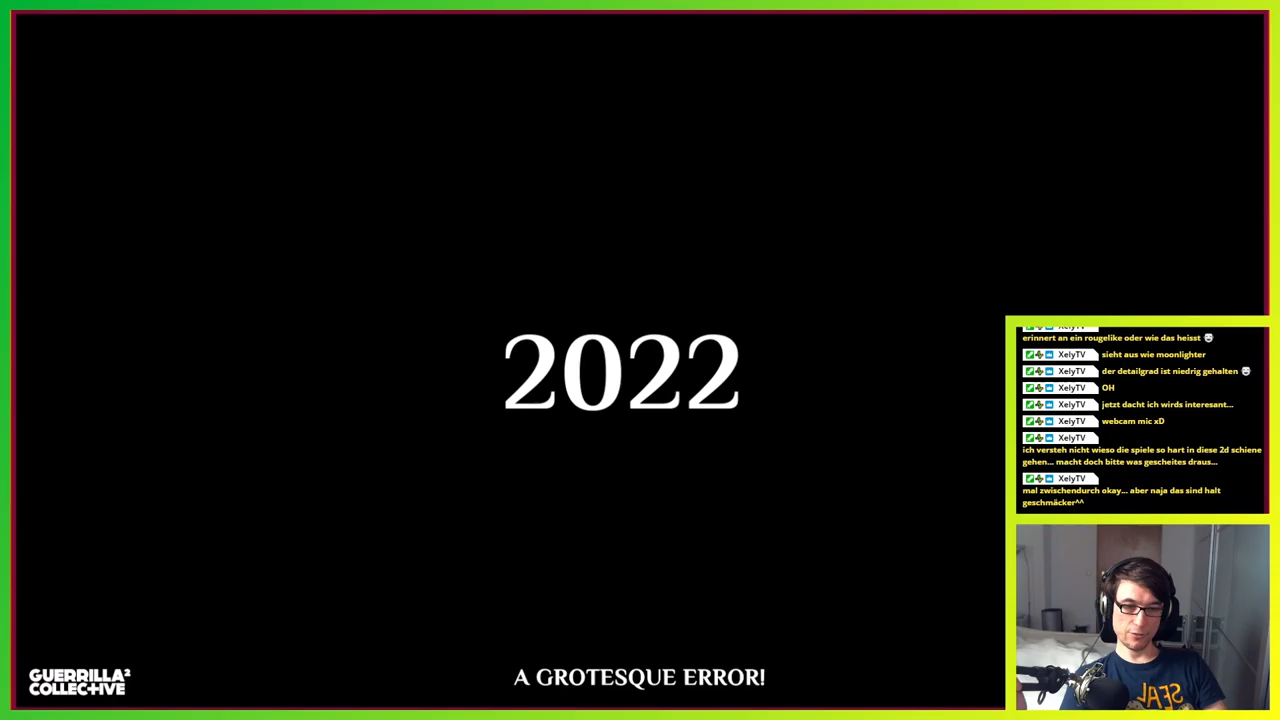 2022
A GROTESQUE ERROR!
GUERRILLA²
COLLECTIVE
erinnert an ein rougelike oder wie das heisst
XelyTV sieht aus wie moonlighter
XelyTV der detailgrad ist niedrig gehalten
XelyTV OH
XelyTV jetzt dacht ich wirds interesant...
XelyTV webcam mic xD
XelyTV
ich versteh nicht wieso die spiele so hart in diese 2d schiene
gehen... macht doch bitte was gescheites draus...
XelyTV
mal zwischendurch okay... aber naja das sind halt
geschmäcker^^
SEAL